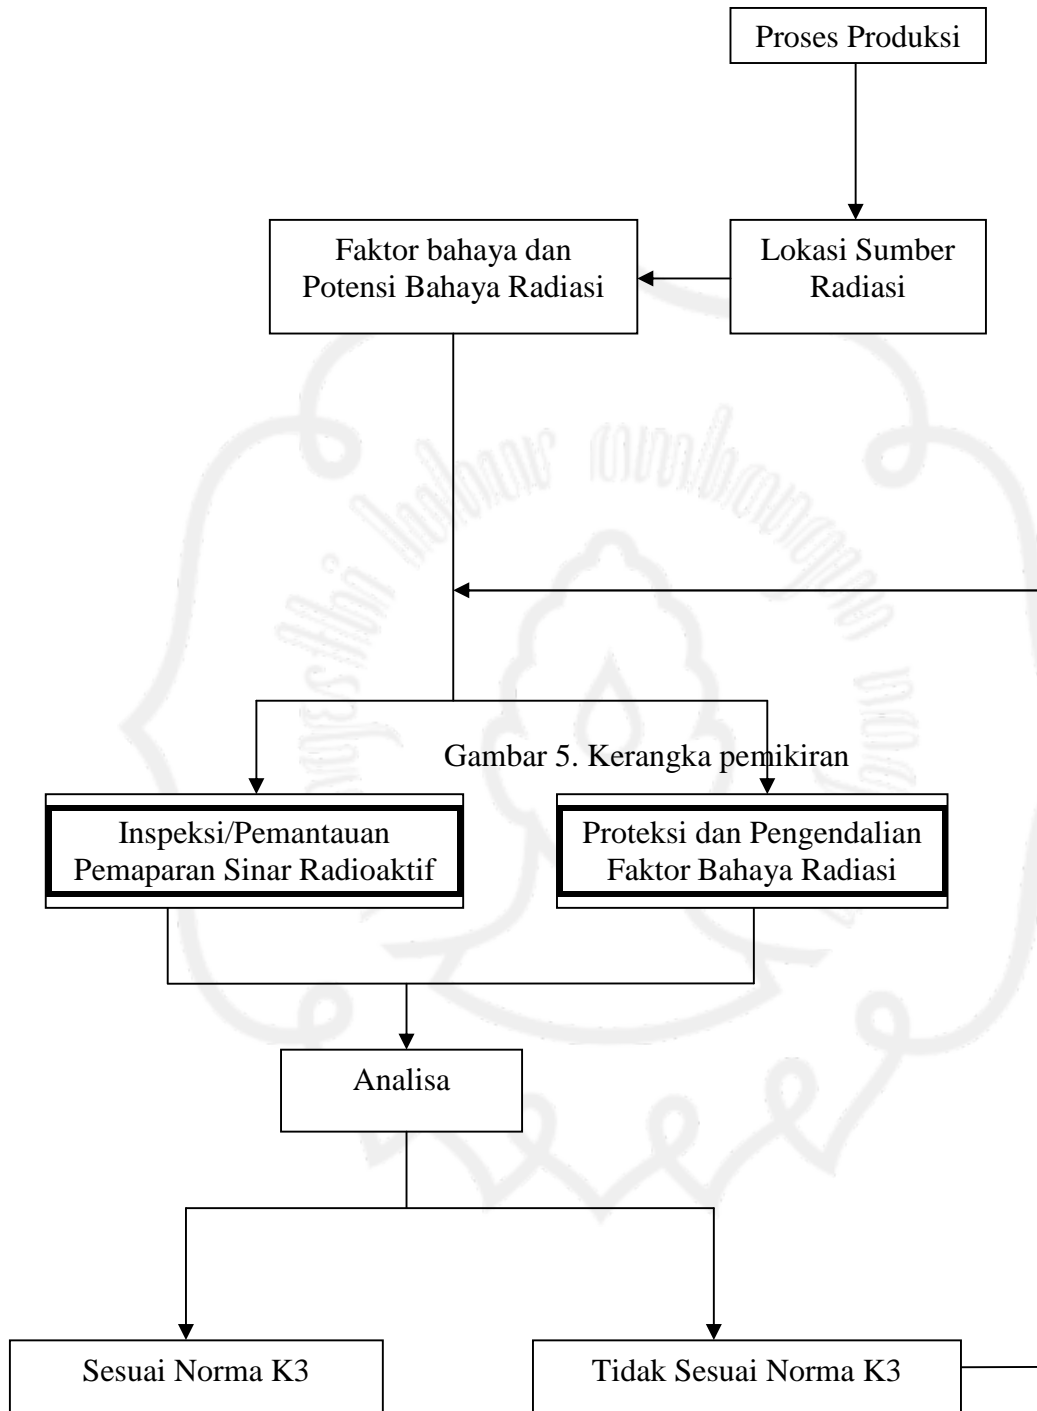 Proses Produksi
Faktor bahaya dan
Potensi Bahaya Radiasi
Lokasi Sumber
Radiasi
Gambar 5. Kerangka pemikiran
Inspeksi/Pemantauan
Pemaparan Sinar Radioaktif
Proteksi dan Pengendalian
Faktor Bahaya Radiasi
Analisa
Sesuai Norma K3
Tidak Sesuai Norma K3